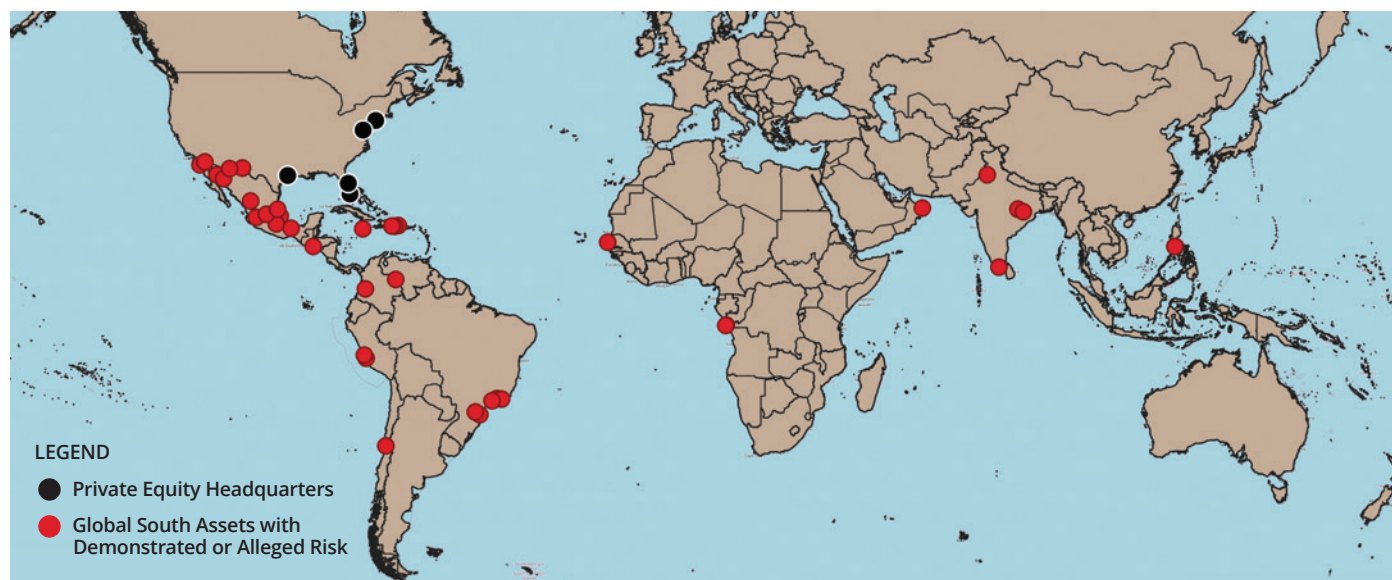 LEGEND
Private Equity Headquarters
Global South Assets with
Demonstrated or Alleged Risk